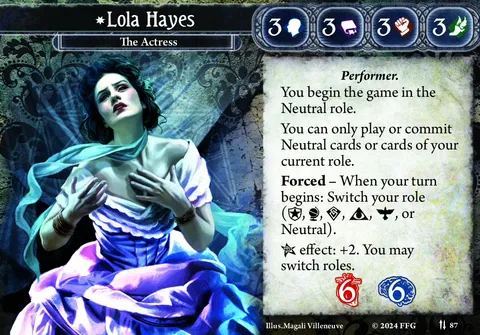 Lola Hayes
The Actress
3 3 3 3
Performer.
You begin the game in the
Neutral role.
You can only play or commit
Neutral cards or cards of your
current role.
Forced – When your turn
begins: Switch your role
( , , , , , or
Neutral).
effect: +2. You may
switch roles.
6 6
Illus. Magali Villeneuve © 2024 FFG 87